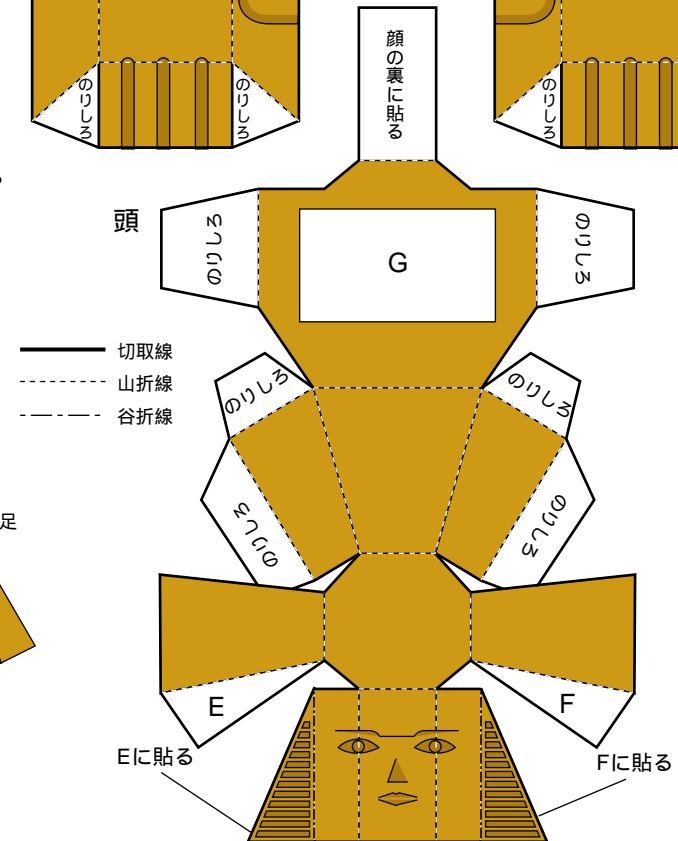 顔の裏に貼る
のりしろ
のりしろ
のりしろ
頭
のりしろ
G
のりしろ
切取線
山折線
谷折線
のりしろ
のりしろ
のりしろ
のりしろ
足
E
F
Eに貼る
Fに貼る